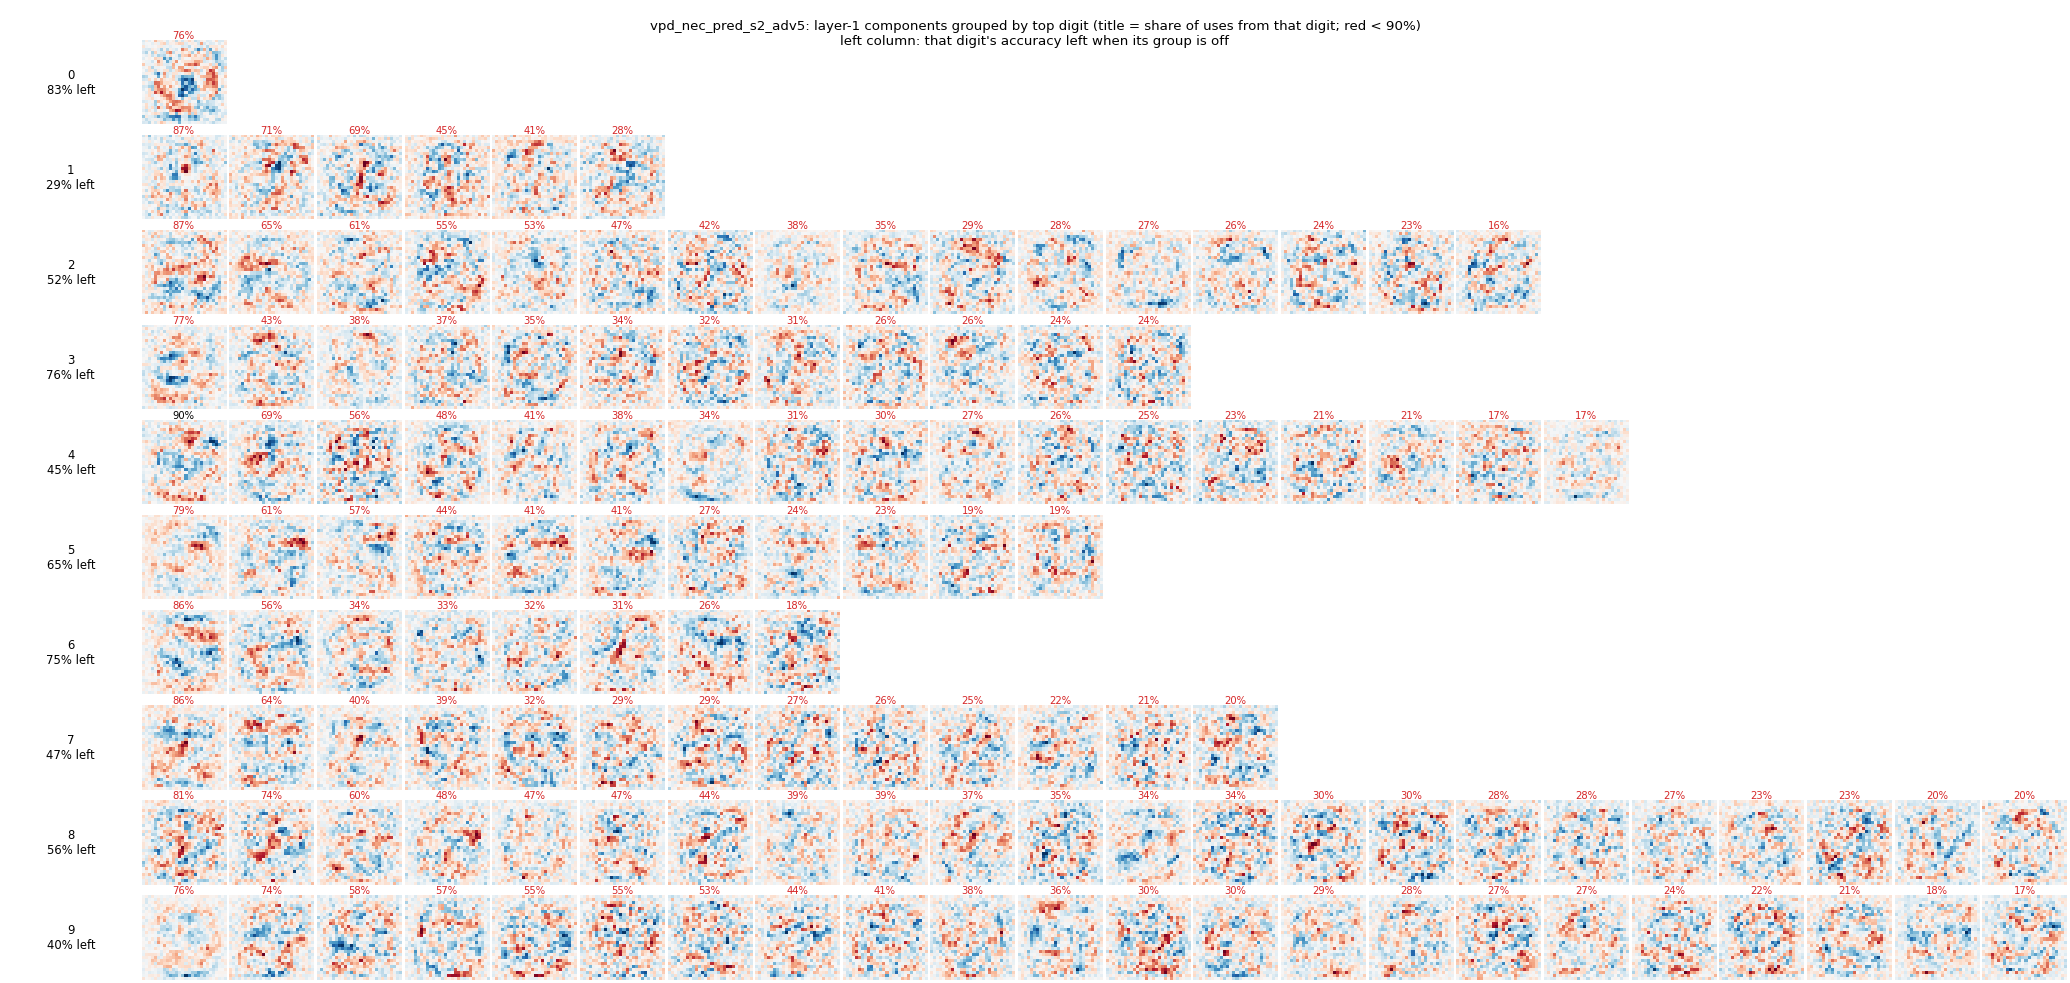 vpd_nec_pred_s2_adv5: layer-1 components grouped by top digit (title = share of uses from that digit; red < 90%)
left column: that digit's accuracy left when its group is off
76%
0
83% left
87% 71% 69% 45% 41% 28%
1
29% left
87% 65% 61% 55% 53% 47% 42% 38% 35% 29% 28% 27% 26% 24% 23% 16%
2
52% left
77% 43% 38% 37% 35% 34% 32% 31% 26% 26% 24% 24%
3
76% left
90% 69% 56% 48% 41% 38% 34% 31% 30% 27% 26% 25% 23% 21% 21% 17% 17%
4
45% left
79% 61% 57% 44% 41% 41% 27% 24% 23% 19% 19%
5
65% left
86% 56% 34% 33% 32% 31% 26% 18%
6
75% left
86% 64% 40% 39% 32% 29% 29% 27% 26% 25% 22% 21% 20%
7
47% left
81% 74% 60% 48% 47% 47% 44% 39% 39% 37% 35% 34% 34% 30% 30% 28% 28% 27% 23% 23% 20% 20%
8
56% left
76% 74% 58% 57% 55% 55% 53% 44% 41% 38% 36% 30% 30% 29% 28% 27% 27% 24% 22% 21% 18% 17%
9
40% left